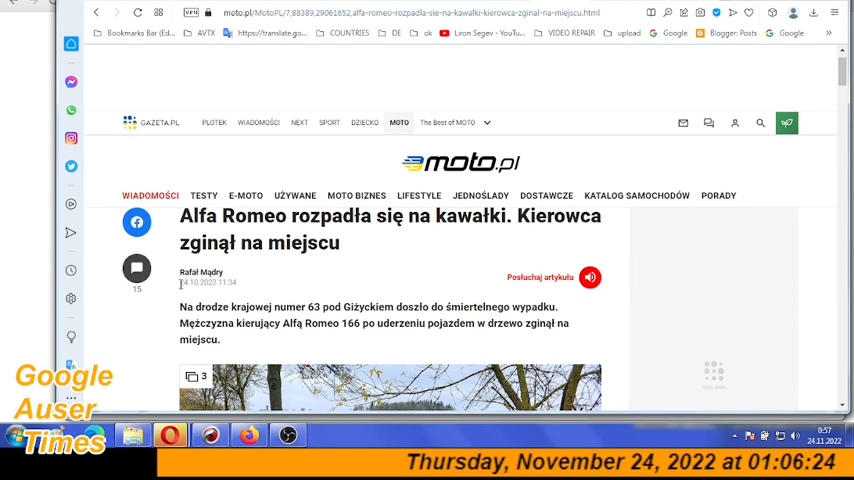 VPN moto.pl/MotoPL/7,88389,29061652,alfa-romeo-rozpadla-sie-na-kawalki-kierowca-zginal-na-miejscu.html
Bookmarks Bar (Ed... AVTX https://translate.go... COUNTRIES DE ok Liron Segev - YouTu... VIDEO REPAIR upload Google Blogger: Posts Google
GAZETA.PL PLOTEK WIADOMOŚCI NEXT SPORT DZIECKO MOTO The Best of MOTO
moto.pl
WIADOMOŚCI TESTY E-MOTO UŻYWANE MOTO BIZNES LIFESTYLE JEDNOŚLADY DOSTAWCZE KATALOG SAMOCHODÓW PORADY
Alfa Romeo rozpadła się na kawałki. Kierowca
zginął na miejscu
Rafał Mądry
24.10.2022 11:34
Posłuchaj artykułu
15
Na drodze krajowej numer 63 pod Giżyckiem doszło do śmiertelnego wypadku.
Mężczyzna kierujący Alfą Romeo 166 po uderzeniu pojazdem w drzewo zginął na
miejscu.
3
Google
Auser
Times
0:57
24.11.2022
Thursday, November 24, 2022 at 01:06:24